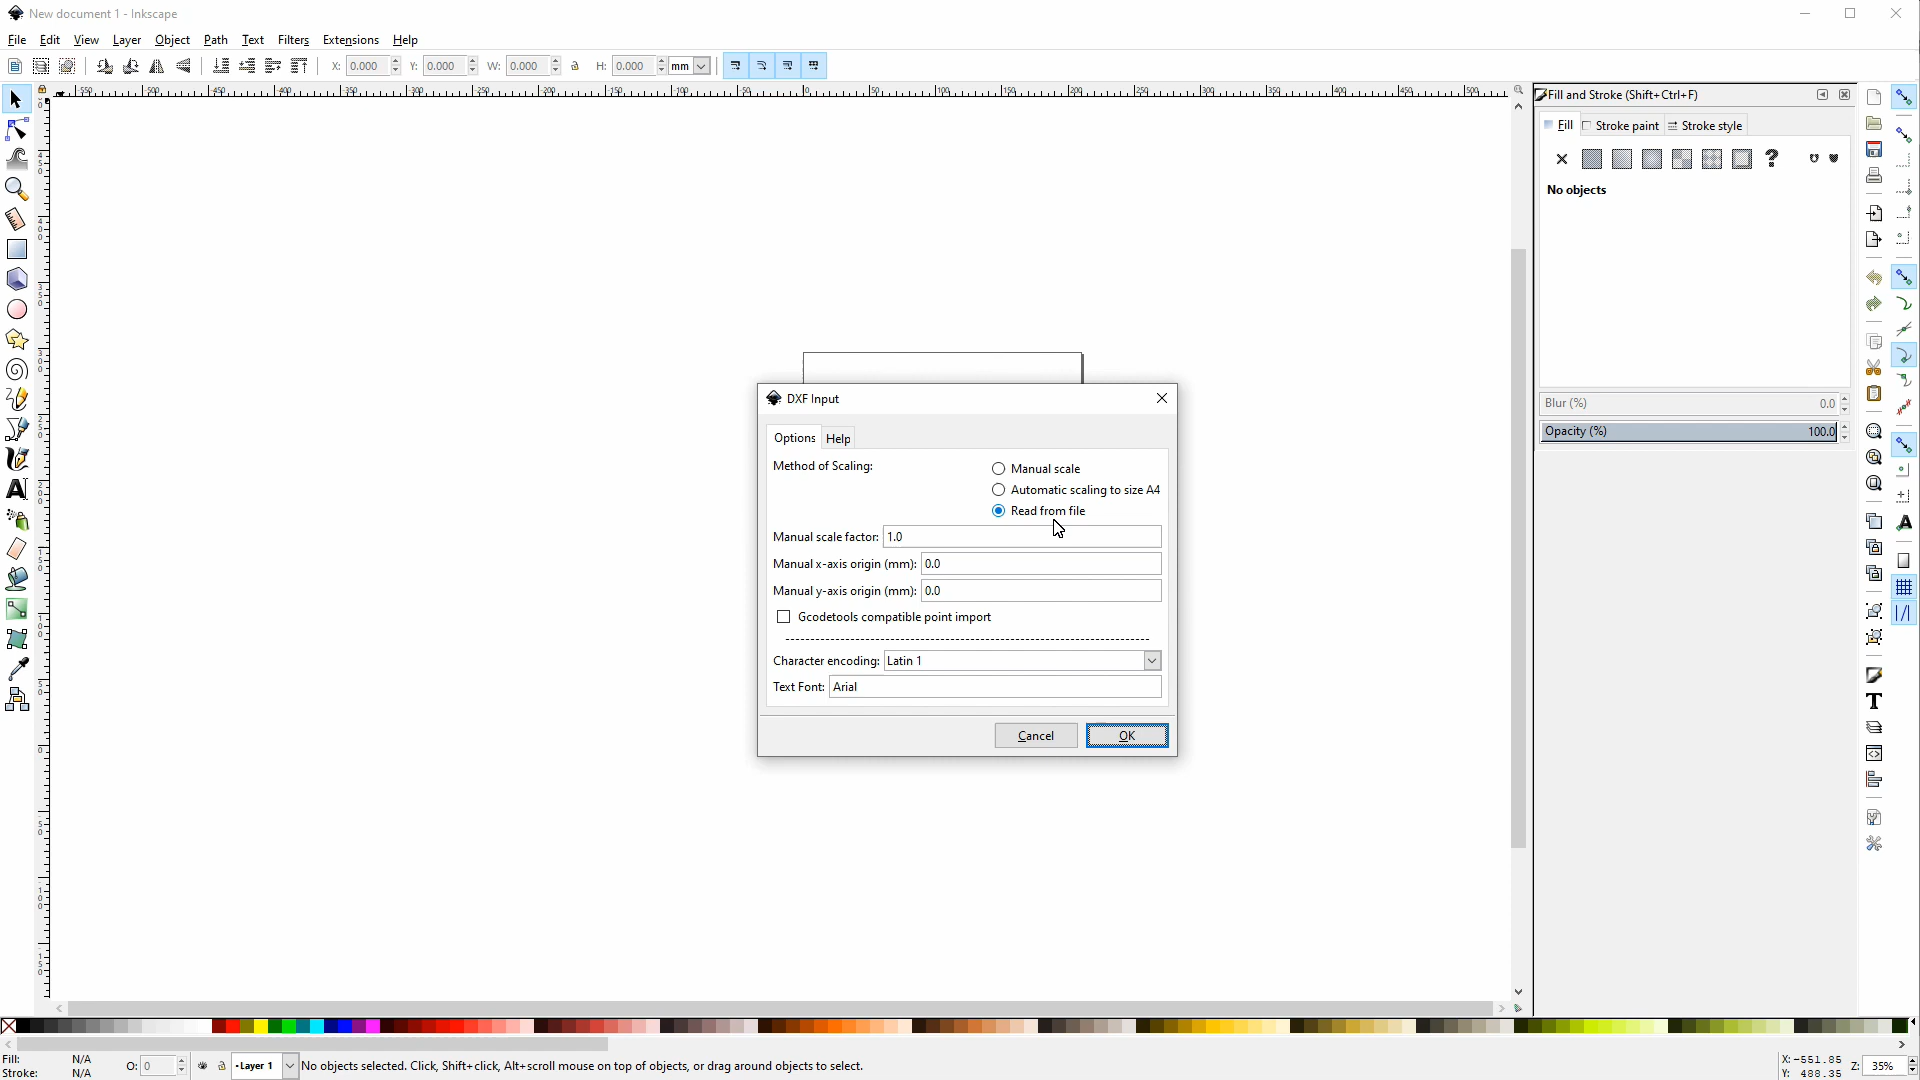 New document 1 - Inkscape
File Edit View Layer Object Path Text Filters Extensions Help
X: 0.000 Y: 0.000 W: 0.000 H: 0.000 mm
Fill and Stroke (Shift+Ctrl+F)
Fill Stroke paint Stroke style
No objects
Blur (%) 0.0
Opacity (%) 100.0
DXF Input
Options Help
Method of Scaling:
Manual scale
Automatic scaling to size A4
Read from file
Manual scale factor: 1.0
Manual x-axis origin (mm): 0.0
Manual y-axis origin (mm): 0.0
Gcodetools compatible point import
Character encoding: Latin 1
Text Font: Arial
Cancel OK
Fill: N/A
Stroke: N/A
O: 0
Layer 1
No objects selected. Click, Shift+click, Alt+scroll mouse on top of objects, or drag around objects to select.
X: -551.85
Y: 488.35
Z: 35%